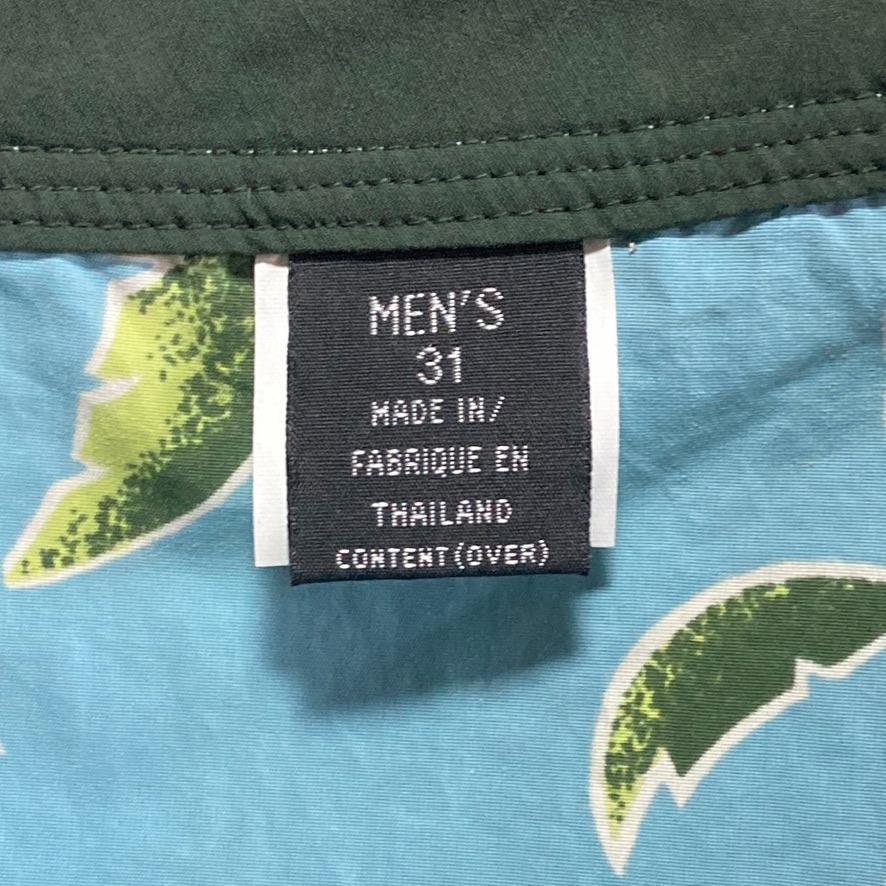 MEN'S
31
MADE IN/
FABRIQUE EN
THAILAND
CONTENT(OVER)